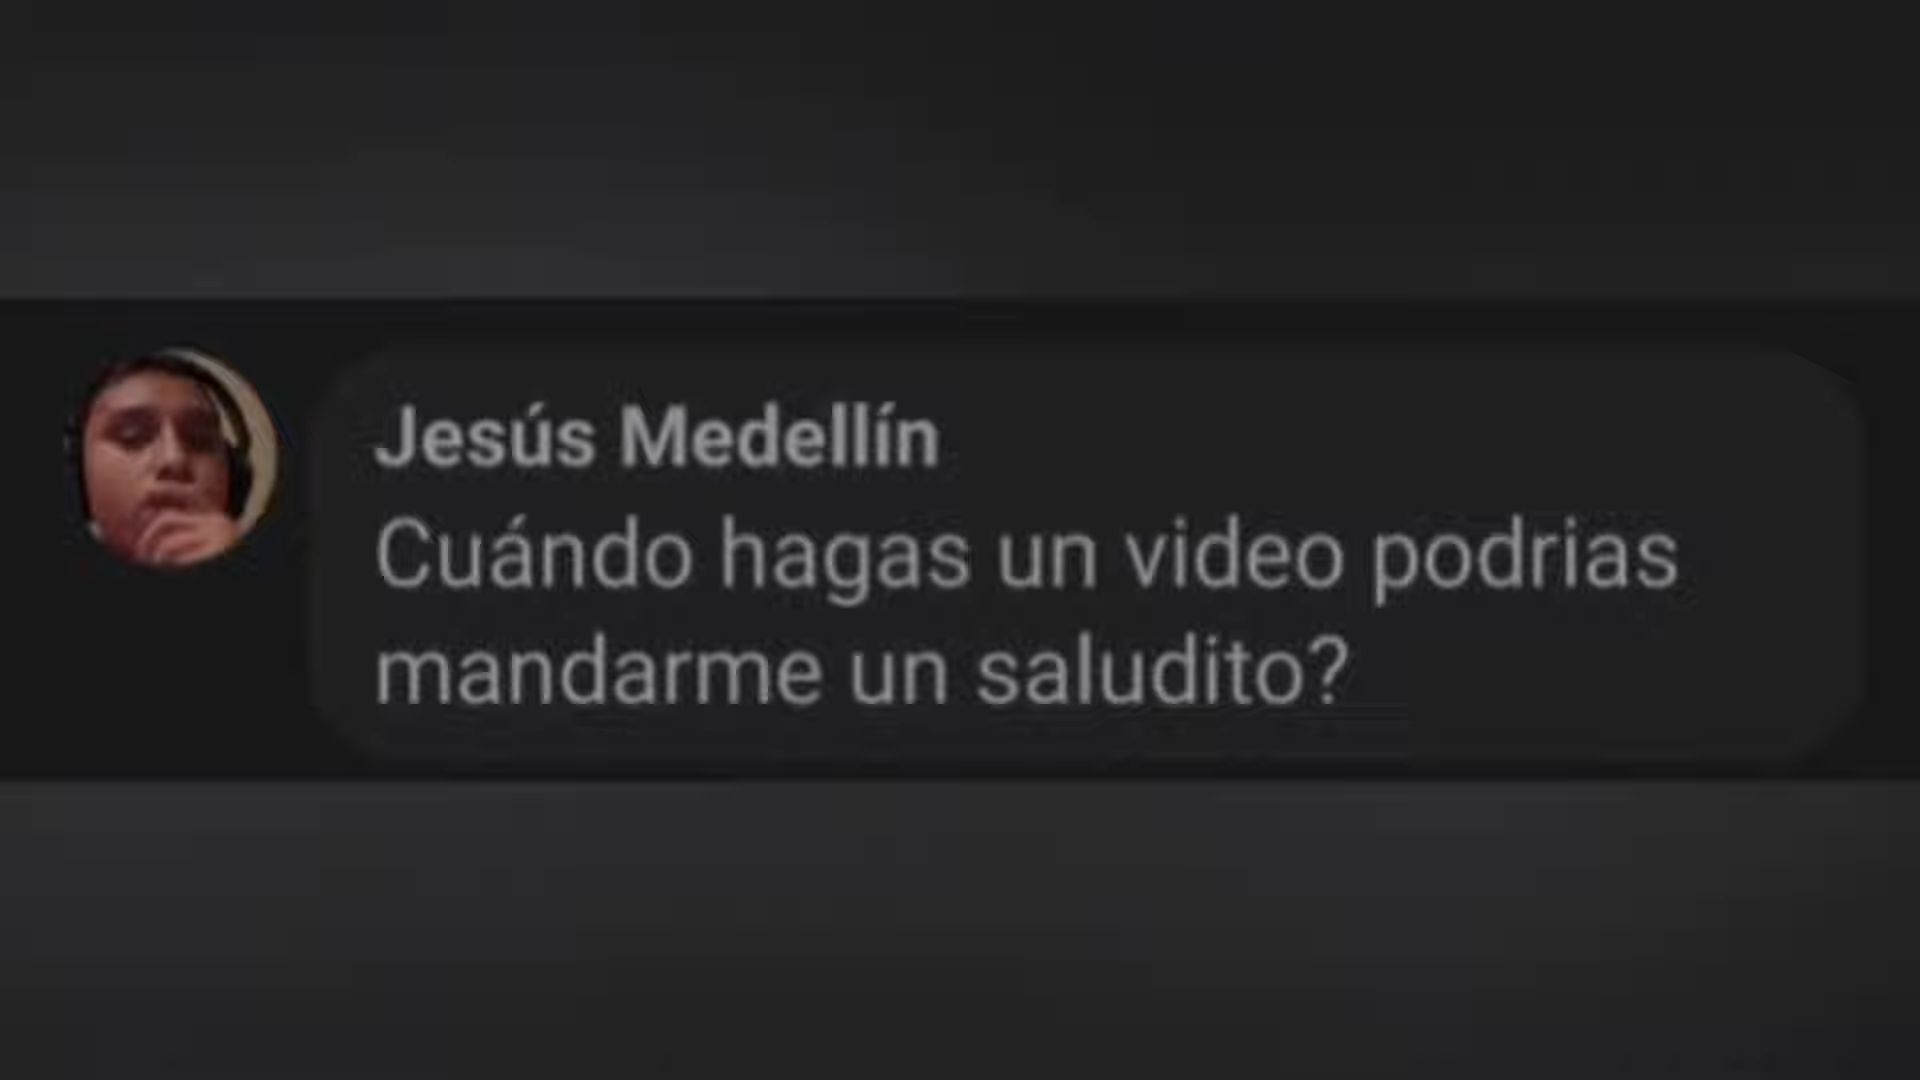 Jesús Medellín
Cuándo hagas un video podrias
mandarme un saludito?